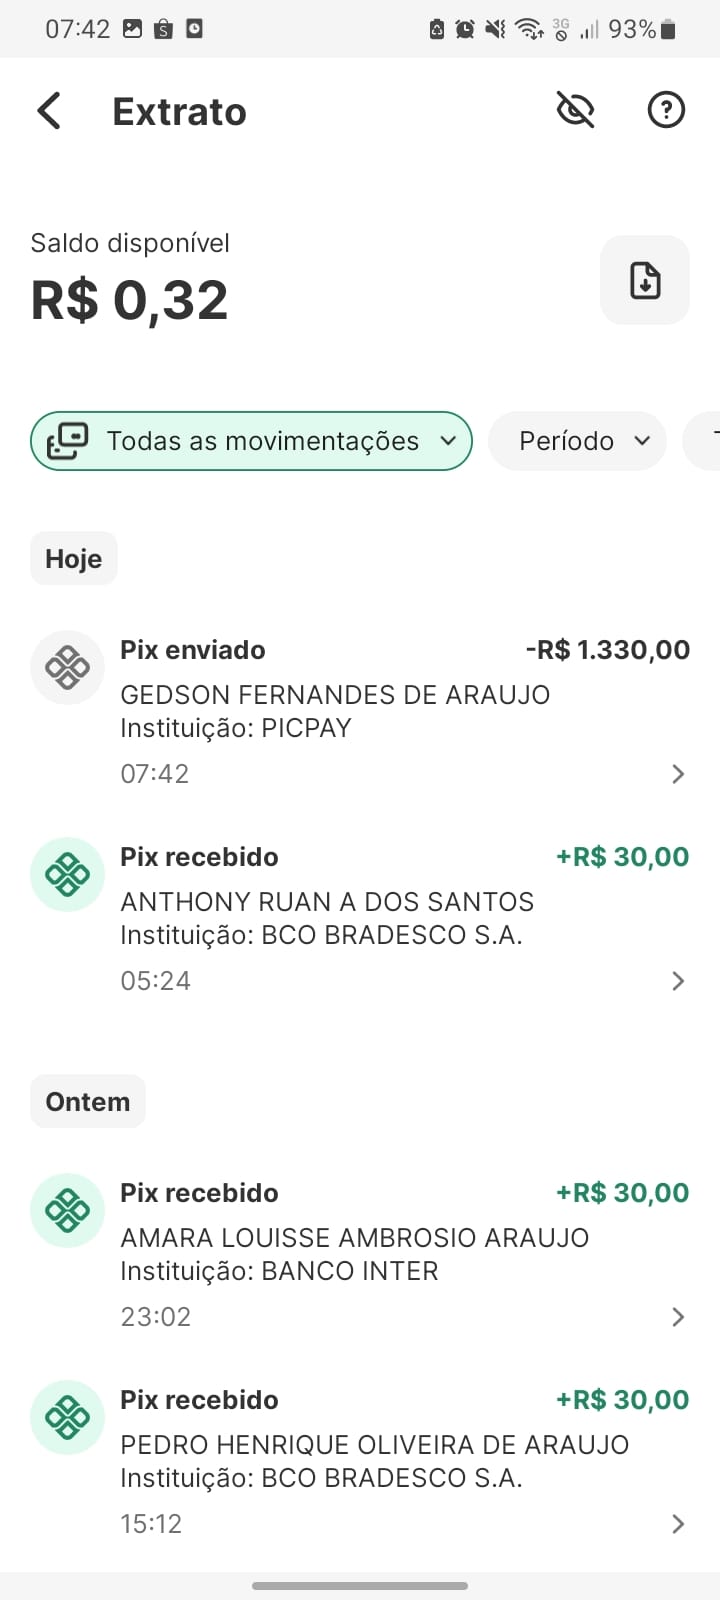 07:42
3G
93%
Extrato
Saldo disponível
R$ 0,32
Todas as movimentações
Período
Hoje
Pix enviado -R$ 1.330,00
GEDSON FERNANDES DE ARAUJO
Instituição: PICPAY
07:42
Pix recebido +R$ 30,00
ANTHONY RUAN A DOS SANTOS
Instituição: BCO BRADESCO S.A.
05:24
Ontem
Pix recebido +R$ 30,00
AMARA LOUISSE AMBROSIO ARAUJO
Instituição: BANCO INTER
23:02
Pix recebido +R$ 30,00
PEDRO HENRIQUE OLIVEIRA DE ARAUJO
Instituição: BCO BRADESCO S.A.
15:12